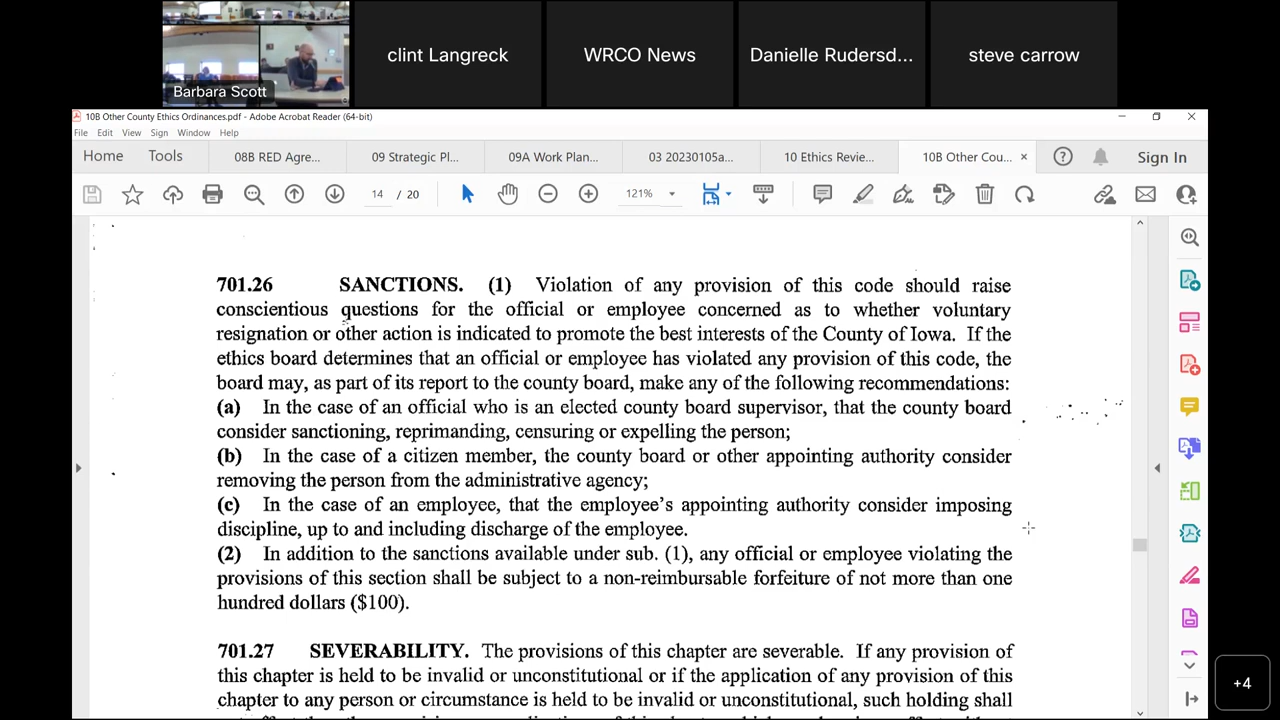 Barbara Scott
clint Langreck
WRCO News
Danielle Rudersd...
steve carrow
10B Other County Ethics Ordinances.pdf - Adobe Acrobat Reader (64-bit)
File Edit View Sign Window Help
Home Tools 08B RED Agre... 09 Strategic Pl... 09A Work Plan... 03 20230105a... 10 Ethics Revie... 10B Other Cou... Sign In
14 / 20 121%
701.26 SANCTIONS. (1) Violation of any provision of this code should raise
conscientious questions for the official or employee concerned as to whether voluntary
resignation or other action is indicated to promote the best interests of the County of Iowa. If the
ethics board determines that an official or employee has violated any provision of this code, the
board may, as part of its report to the county board, make any of the following recommendations:
(a) In the case of an official who is an elected county board supervisor, that the county board
consider sanctioning, reprimanding, censuring or expelling the person;
(b) In the case of a citizen member, the county board or other appointing authority consider
removing the person from the administrative agency;
(c) In the case of an employee, that the employee's appointing authority consider imposing
discipline, up to and including discharge of the employee.
(2) In addition to the sanctions available under sub. (1), any official or employee violating the
provisions of this section shall be subject to a non-reimbursable forfeiture of not more than one
hundred dollars ($100).
701.27 SEVERABILITY. The provisions of this chapter are severable. If any provision of
this chapter is held to be invalid or unconstitutional or if the application of any provision of this
chapter to any person or circumstance is held to be invalid or unconstitutional, such holding shall
+4